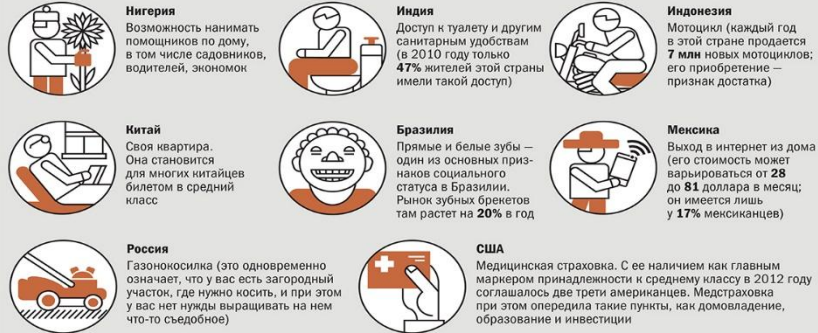 Нигерия
Возможность нанимать
помощников по дому,
в том числе садовников,
водителей, экономок
Индия
Доступ к туалету и другим
санитарным удобствам
(в 2010 году только
47% жителей этой страны
имели такой доступ)
Индонезия
Мотоцикл (каждый год
в этой стране продается
7 млн новых мотоциклов;
его приобретение —
признак достатка)
Китай
Своя квартира.
Она становится
для многих китайцев
билетом в средний
класс
Бразилия
Прямые и белые зубы —
один из основных приз-
наков социального
статуса в Бразилии.
Рынок зубных брекетов
там растет на 20% в год
Мексика
Выход в интернет из дома
(его стоимость может
варьироваться от 28
до 81 доллара в месяц;
он имеется лишь
у 17% мексиканцев)
Россия
Газонокосилка (это одновременно
означает, что у вас есть загородный
участок, где нужно косить, и при этом
у вас нет нужды выращивать на нем
что-то съедобное)
США
Медицинская страховка. С ее наличием как главным
маркером принадлежности к среднему классу в 2012 году
соглашалось две трети американцев. Медстраховка
при этом опередила такие пункты, как домовладение,
образование и инвестиции